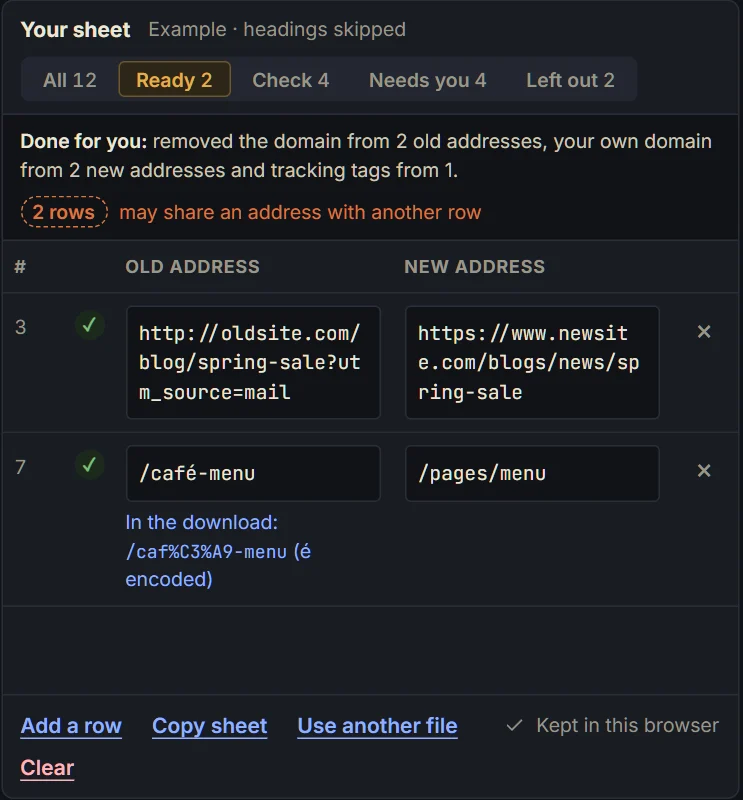 Your sheet Example · headings skipped
All 12 Ready 2 Check 4 Needs you 4 Left out 2
Done for you: removed the domain from 2 old addresses, your own domain
from 2 new addresses and tracking tags from 1.
2 rows may share an address with another row
# OLD ADDRESS NEW ADDRESS
3 ✓ http://oldsite.com/ https://www.newsit ✕
blog/spring-sale?ut e.com/blogs/news/sp
m_source=mail ring-sale
7 ✓ /café-menu /pages/menu ✕
In the download:
/caf%C3%A9-menu (é
encoded)
Add a row Copy sheet Use another file ✓ Kept in this browser
Clear